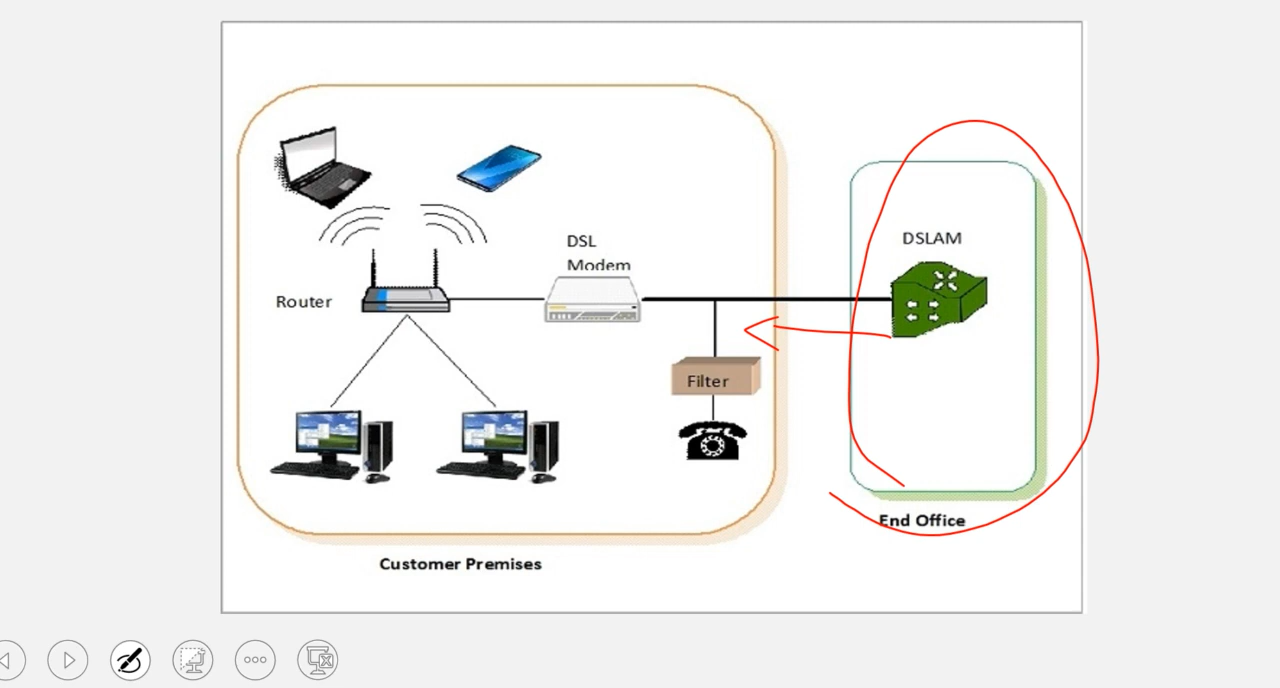 DSLAM
DSL
Modem
Router
Filter
End Office
Customer Premises